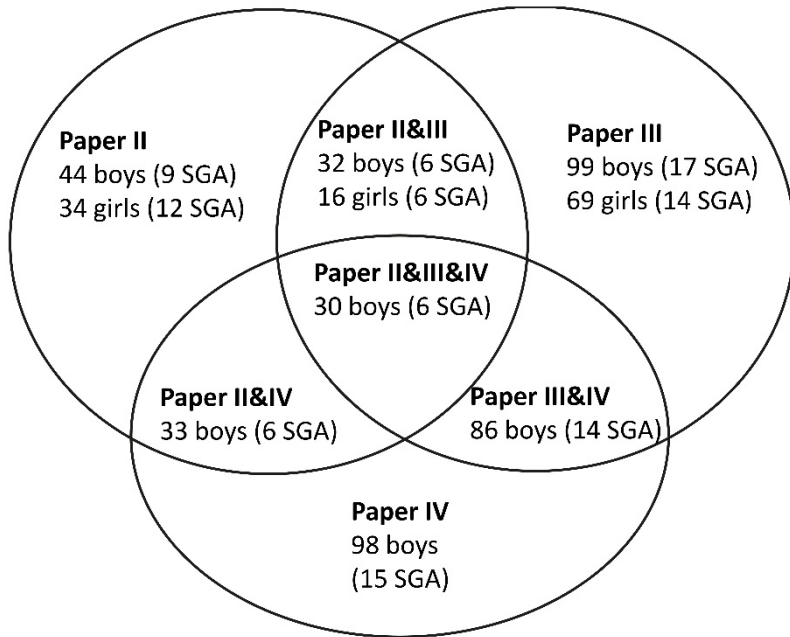 Paper II
44 boys (9 SGA)
34 girls (12 SGA)
Paper II&III
32 boys (6 SGA)
16 girls (6 SGA)
Paper III
99 boys (17 SGA)
69 girls (14 SGA)
Paper II&III&IV
30 boys (6 SGA)
Paper II&IV
33 boys (6 SGA)
Paper III&IV
86 boys (14 SGA)
Paper IV
98 boys
(15 SGA)